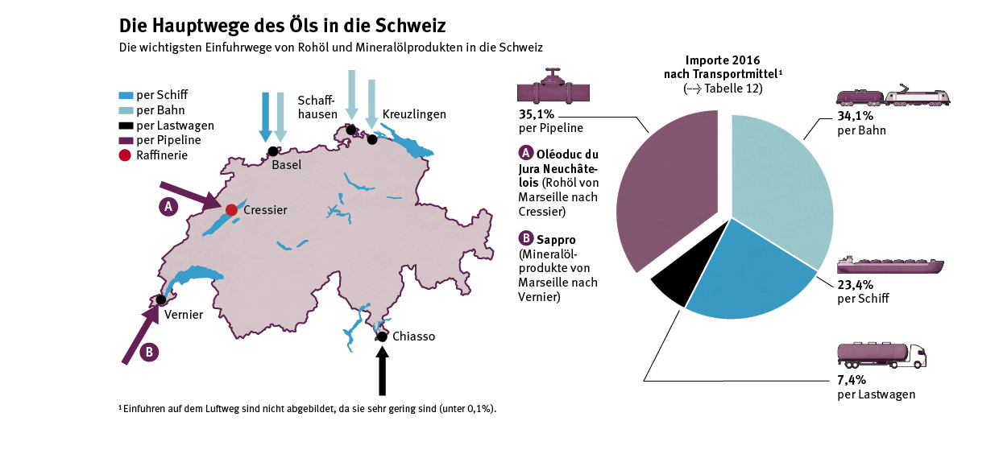 Die Hauptwege des Öls in die Schweiz
Die wichtigsten Einfuhrwege von Rohöl und Mineralölprodukten in die Schweiz
per Schiff
per Bahn
per Lastwagen
per Pipeline
Raffinerie
Schaff-
hausen
Kreuzlingen
Basel
A
Cressier
Vernier
B
Chiasso
¹ Einfuhren auf dem Luftweg sind nicht abgebildet, da sie sehr gering sind (unter 0,1%).
Importe 2016
nach Transportmittel¹
(⤑ Tabelle 12)
35,1%
per Pipeline
A Oléoduc du
Jura Neuchâte-
lois (Rohöl von
Marseille nach
Cressier)
B Sappro
(Mineralöl-
produkte von
Marseille nach
Vernier)
34,1%
per Bahn
23,4%
per Schiff
7,4%
per Lastwagen